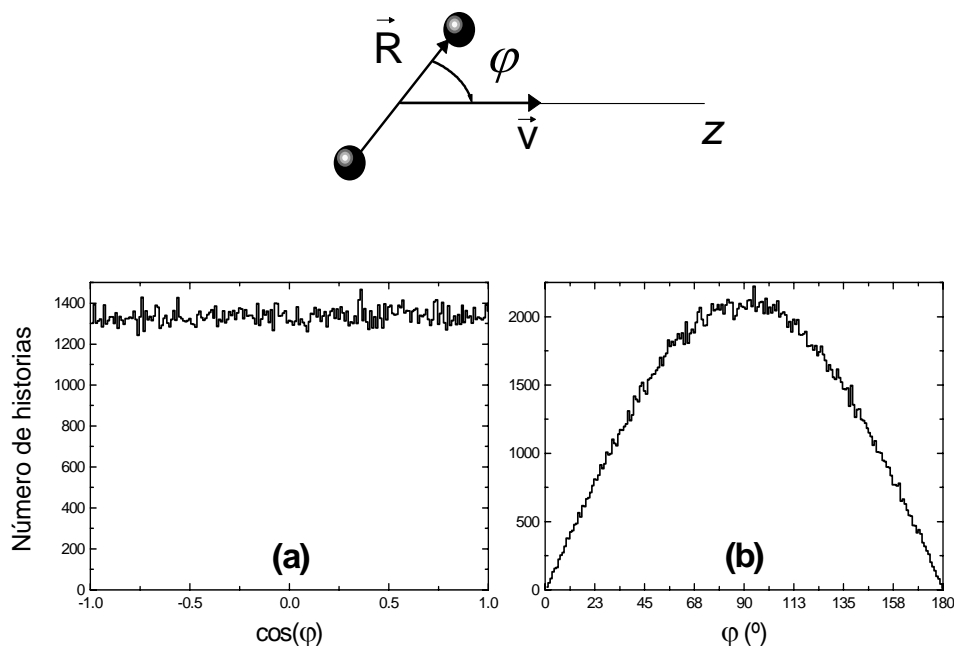 R
φ
v
z
Número de historias
1400
1200
1000
800
600
400
200
0
-1.0 -0.5 0.0 0.5 1.0
cos(φ)
(a)
2000
1500
1000
500
0
0 23 45 68 90 113 135 158 180
φ (º)
(b)